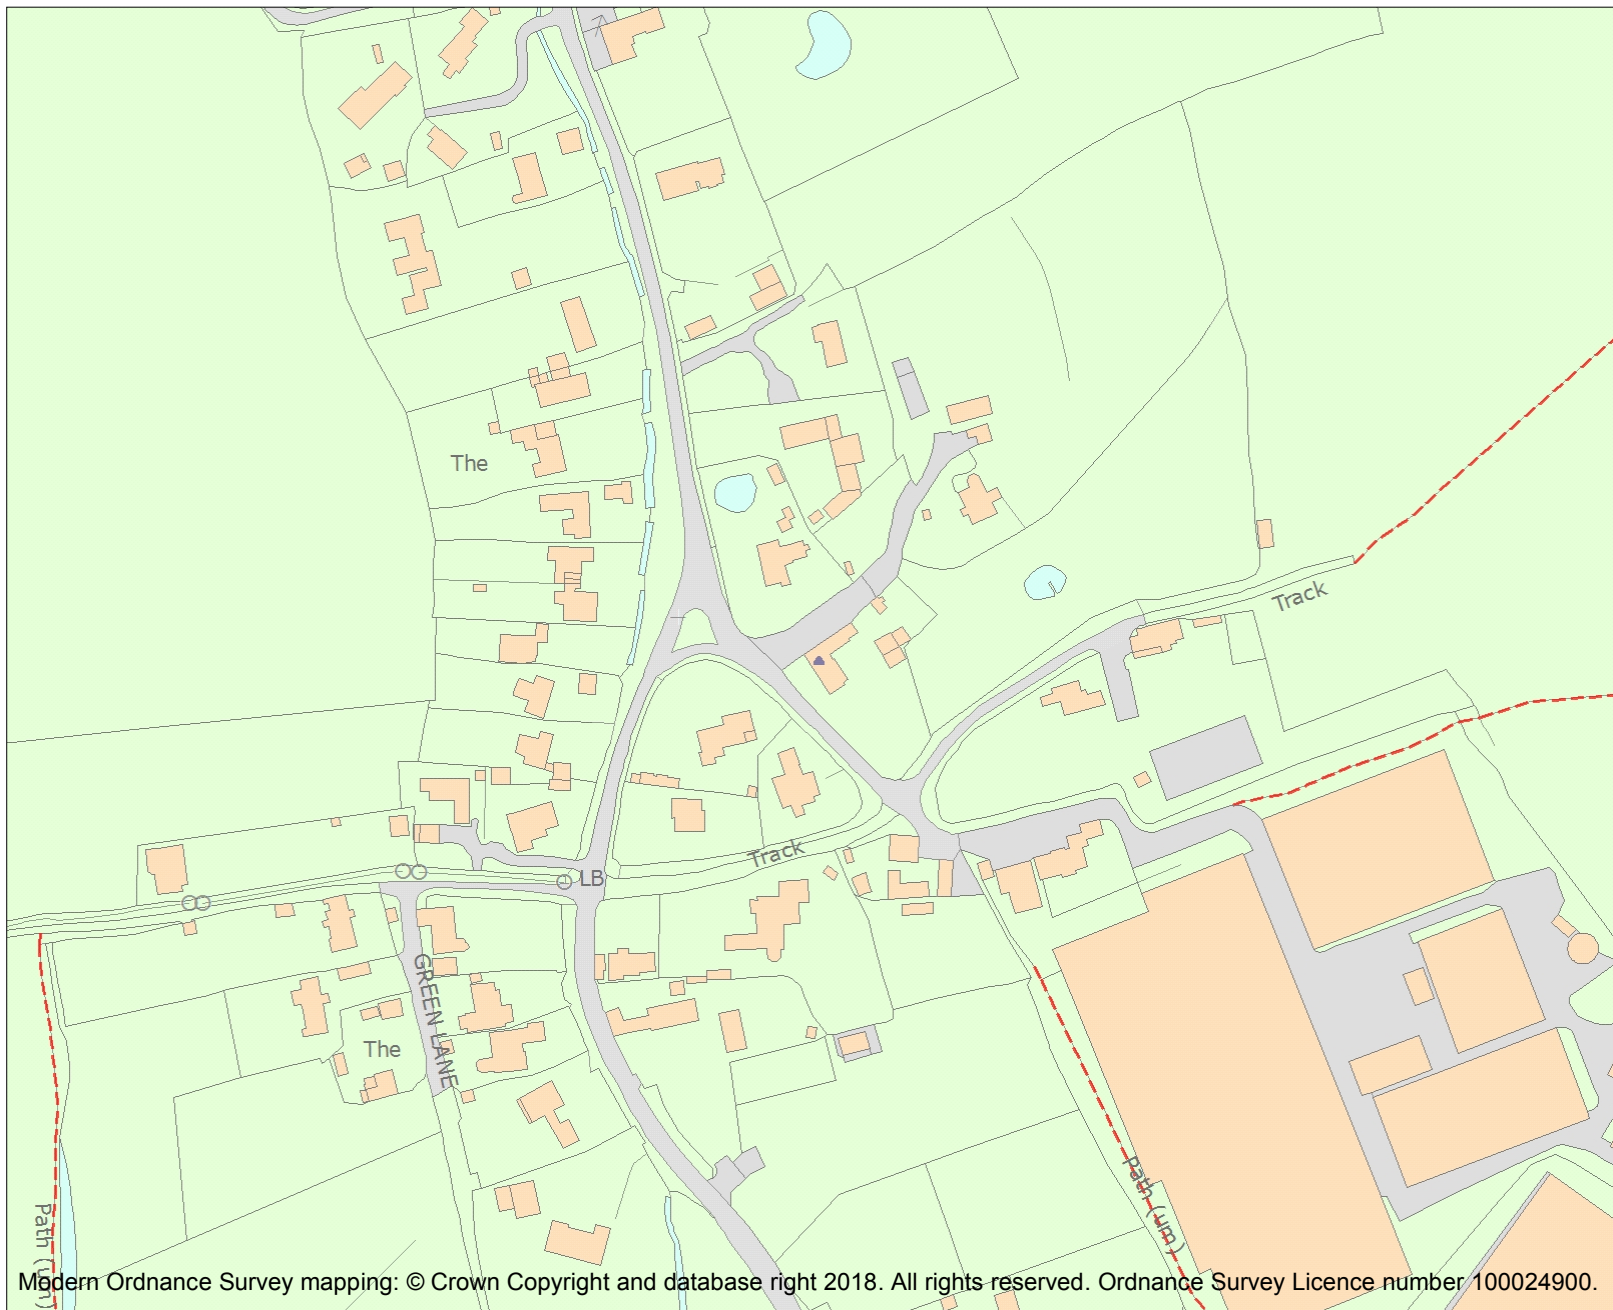 The
Track
Track
LB
GREEN LANE
The
Path (um)
Path (um)
Modern Ordnance Survey mapping: © Crown Copyright and database right 2018. All rights reserved. Ordnance Survey Licence number 100024900.